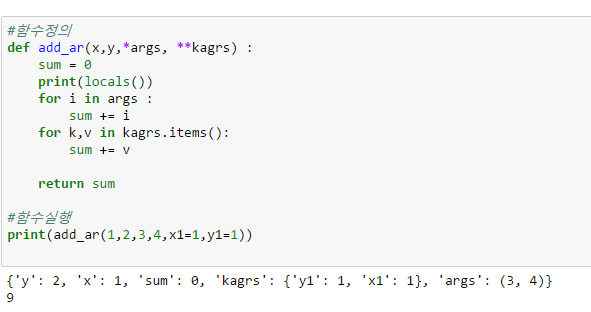 #함수정의
def add_ar(x,y,*args, **kagrs) :
    sum = 0
    print(locals())
    for i in args :
        sum += i
    for k,v in kagrs.items():
        sum += v

    return sum

#함수실행
print(add_ar(1,2,3,4,x1=1,y1=1))

{'y': 2, 'x': 1, 'sum': 0, 'kagrs': {'y1': 1, 'x1': 1}, 'args': (3, 4)}
9